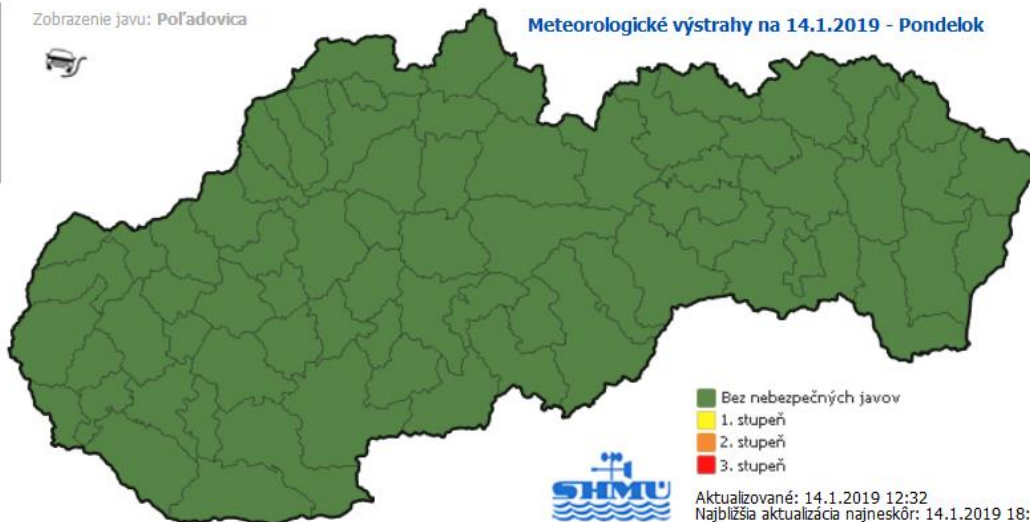 Zobrazenie javu: Poľadovica
Meteorologické výstrahy na 14.1.2019 - Pondelok
Bez nebezpečných javov
1. stupeň
2. stupeň
3. stupeň
SHMÚ
Aktualizované: 14.1.2019 12:32
Najbližšia aktualizácia najneskôr: 14.1.2019 18: